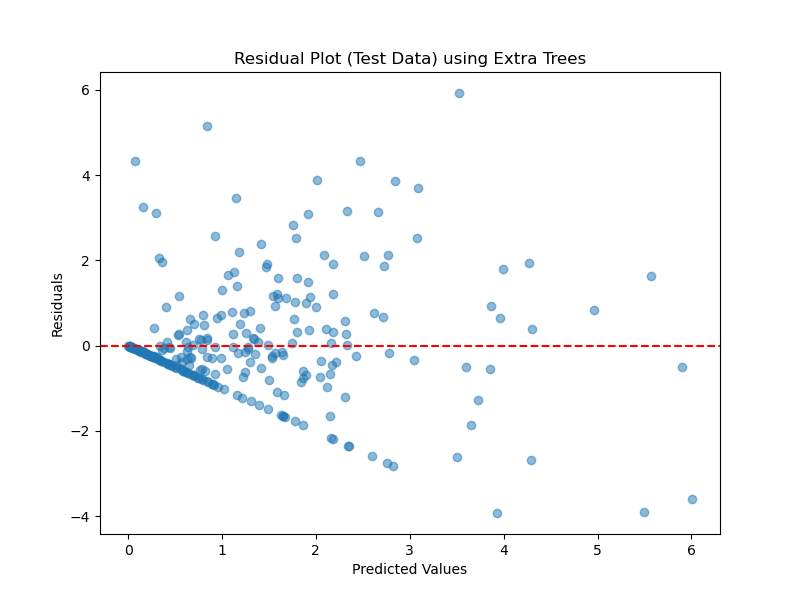 Residual Plot (Test Data) using Extra Trees
6
4
2
0
−2
−4
Residuals
0 1 2 3 4 5 6
Predicted Values